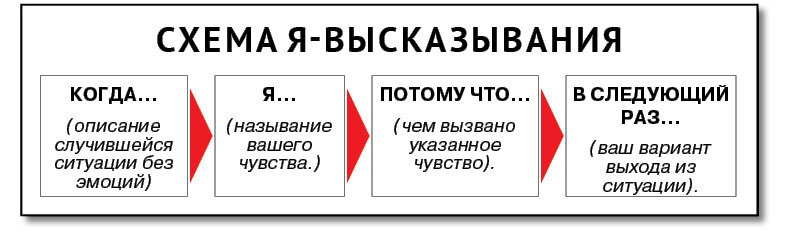 СХЕМА Я-ВЫСКАЗЫВАНИЯ
КОГДА...
(описание
случившейся
ситуации без
эмоций)
Я...
(называние
вашего
чувства.)
ПОТОМУ ЧТО...
(чем вызвано
указанное
чувство).
В СЛЕДУЮЩИЙ
РАЗ...
(ваш вариант
выхода из
ситуации).